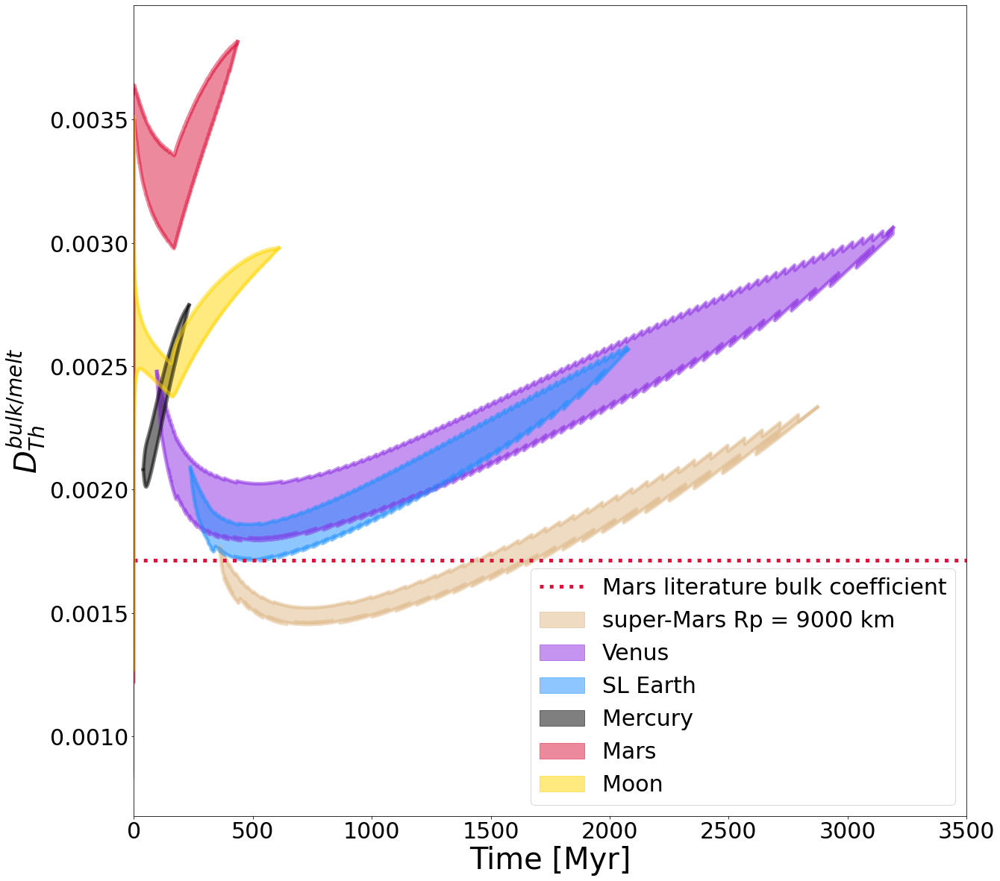 0.0035
0.0030
0.0025
0.0020
0.0015
0.0010
D_{Th}^{bulk/melt}
Mars literature bulk coefficient
super-Mars Rp = 9000 km
Venus
SL Earth
Mercury
Mars
Moon
0 500 1000 1500 2000 2500 3000 3500
Time [Myr]